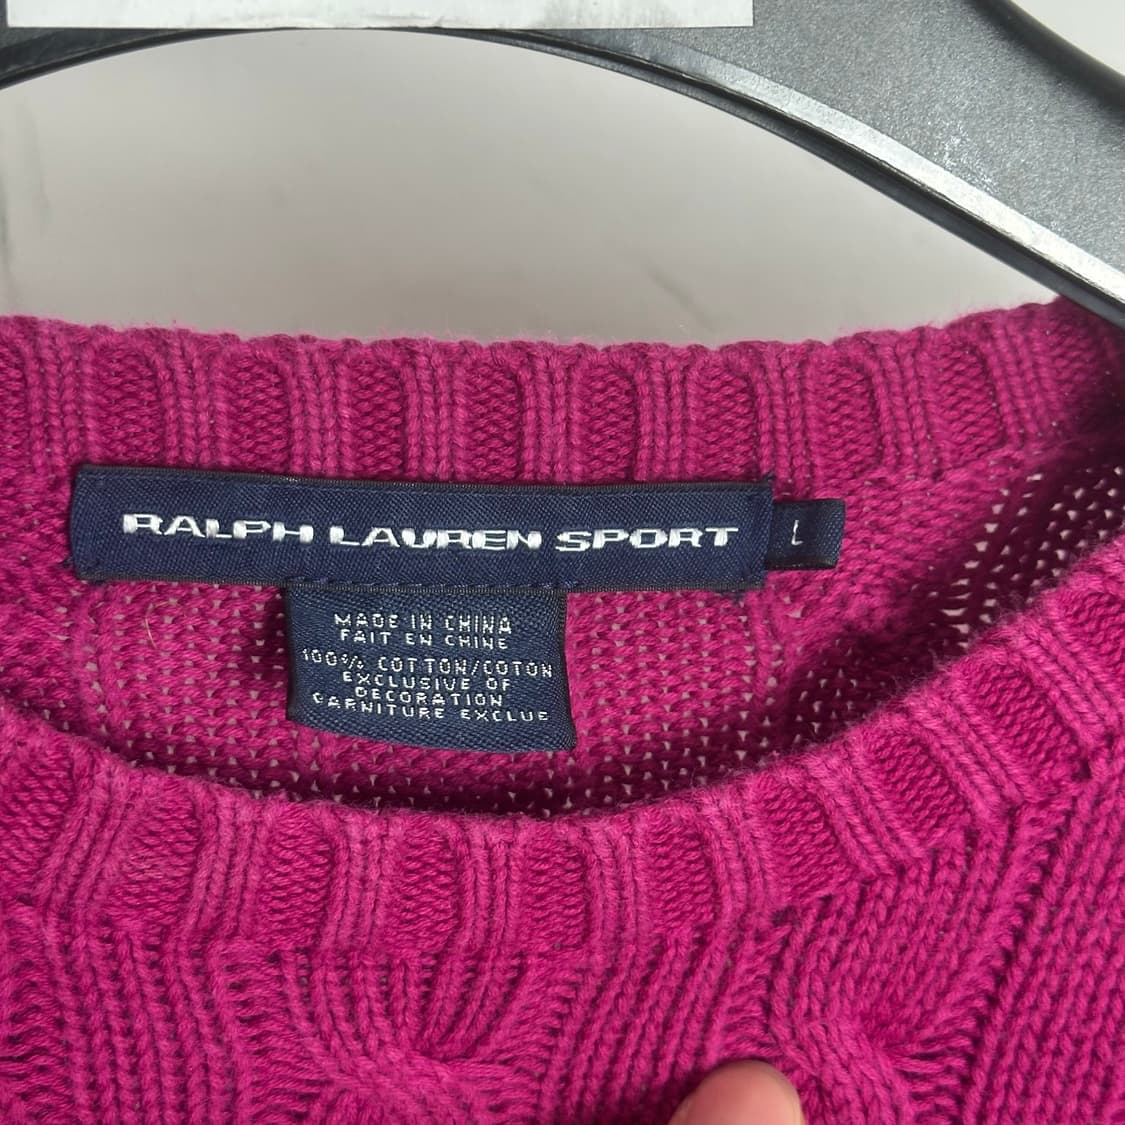 RALPH LAUREN SPORT
L
MADE IN CHINA
FAIT EN CHINE
100% COTTON/COTON
EXCLUSIVE OF
DECORATION
GARNITURE EXCLUE